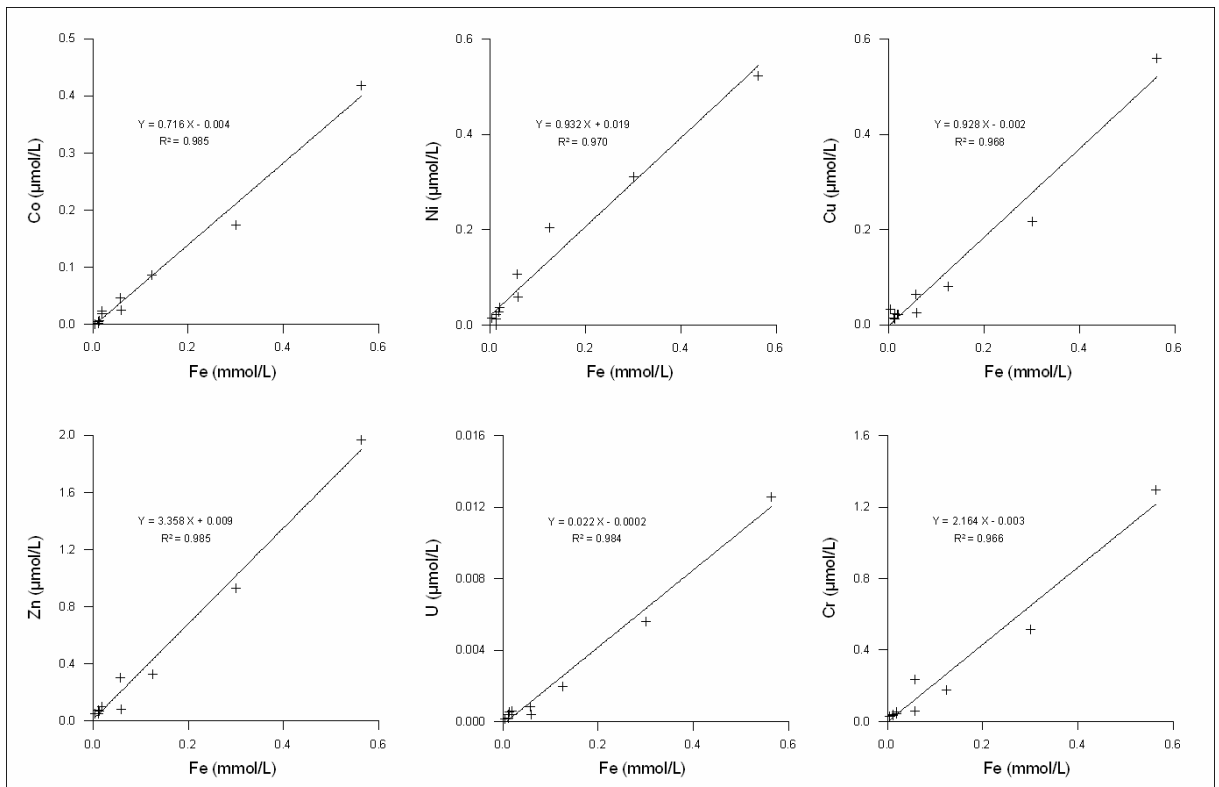 Co (µmol/L)
0.5
0.4
0.3
0.2
0.1
0.0
Y = 0.716 X - 0.004
R² = 0.985
0.0 0.2 0.4 0.6
Fe (mmol/L)
Ni (µmol/L)
0.6
0.4
0.2
0.0
Y = 0.932 X + 0.019
R² = 0.970
0.0 0.2 0.4 0.6
Fe (mmol/L)
Cu (µmol/L)
0.6
0.4
0.2
0.0
Y = 0.928 X - 0.002
R² = 0.968
0.0 0.2 0.4 0.6
Fe (mmol/L)
Zn (µmol/L)
2.0
1.6
1.2
0.8
0.4
0.0
Y = 3.358 X + 0.009
R² = 0.985
0.0 0.2 0.4 0.6
Fe (mmol/L)
U (µmol/L)
0.016
0.012
0.008
0.004
0.000
Y = 0.022 X - 0.0002
R² = 0.984
0.0 0.2 0.4 0.6
Fe (mmol/L)
Cr (µmol/L)
1.6
1.2
0.8
0.4
0.0
Y = 2.164 X - 0.003
R² = 0.966
0.0 0.2 0.4 0.6
Fe (mmol/L)